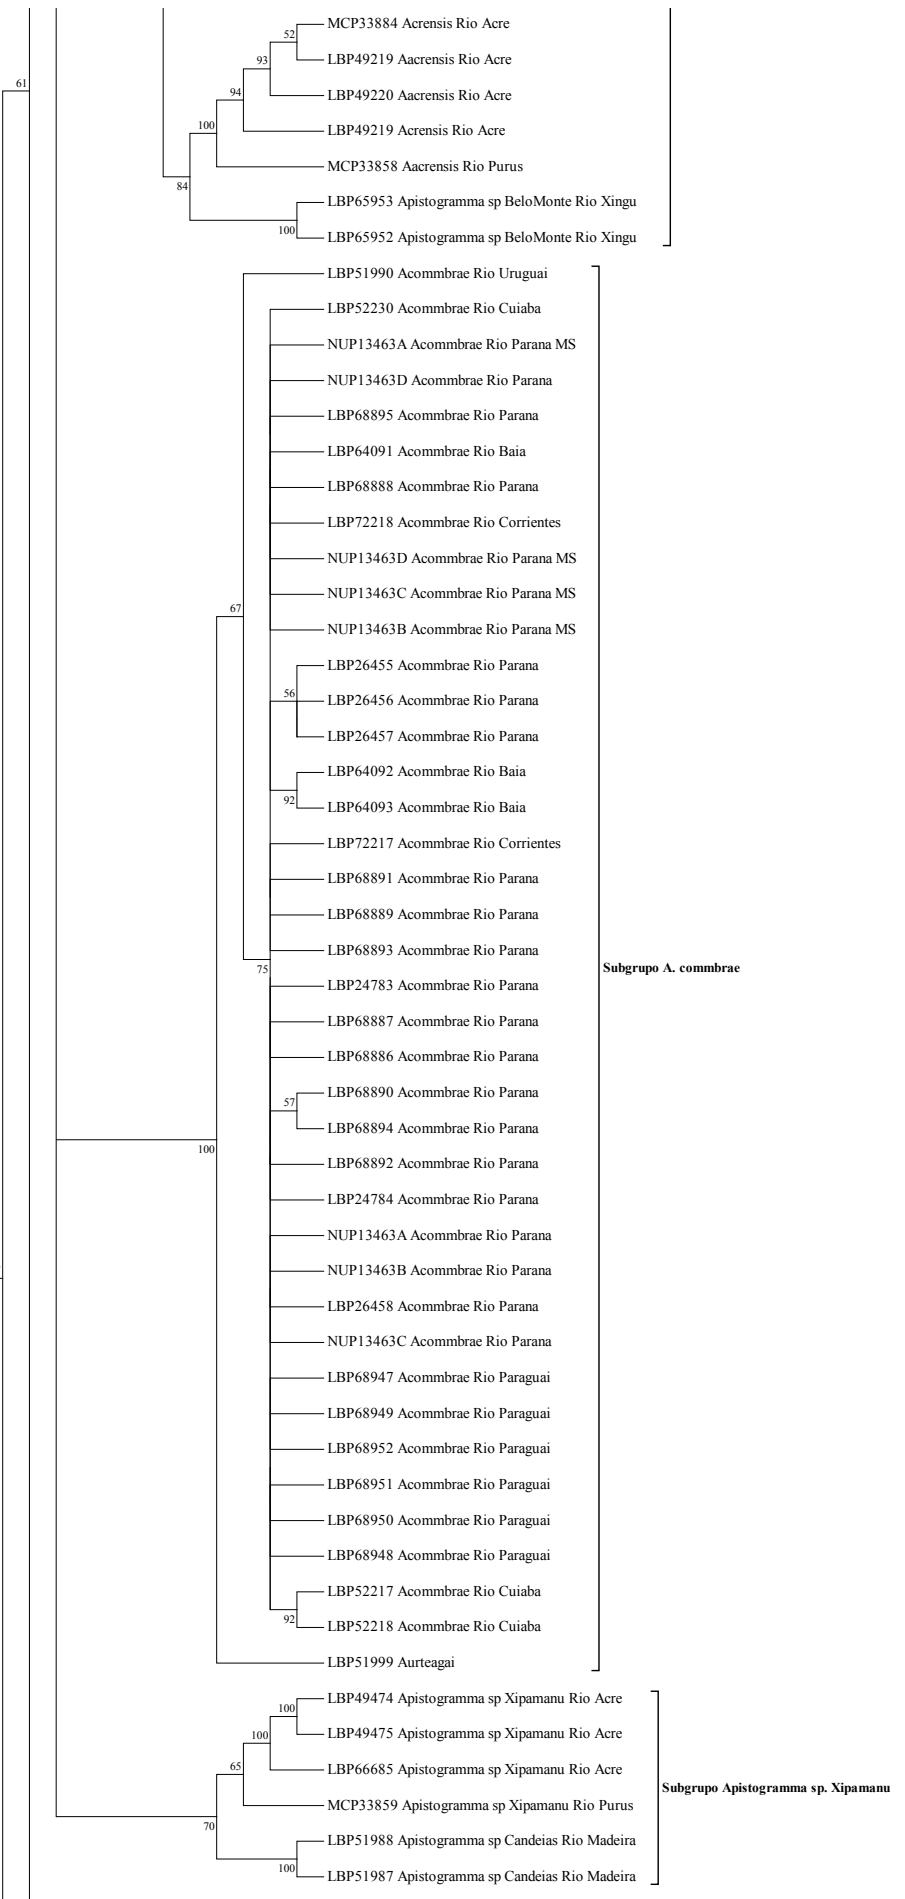 MCP33884 Acrensis Rio Acre
52
LBP49219 Aacrensis Rio Acre
93
LBP49220 Aacrensis Rio Acre
94
61
LBP49219 Acrensis Rio Acre
100
MCP33858 Aacrensis Rio Purus
84
LBP65953 Apistogramma sp BeloMonte Rio Xingu
100
LBP65952 Apistogramma sp BeloMonte Rio Xingu
LBP51990 Acommbrae Rio Uruguai
LBP52230 Acommbrae Rio Cuiaba
NUP13463A Acommbrae Rio Parana MS
NUP13463D Acommbrae Rio Parana
LBP68895 Acommbrae Rio Parana
LBP64091 Acommbrae Rio Baia
LBP68888 Acommbrae Rio Parana
LBP72218 Acommbrae Rio Corrientes
NUP13463D Acommbrae Rio Parana MS
NUP13463C Acommbrae Rio Parana MS
67
NUP13463B Acommbrae Rio Parana MS
LBP26455 Acommbrae Rio Parana
56
LBP26456 Acommbrae Rio Parana
LBP26457 Acommbrae Rio Parana
LBP64092 Acommbrae Rio Baia
92
LBP64093 Acommbrae Rio Baia
LBP72217 Acommbrae Rio Corrientes
LBP68891 Acommbrae Rio Parana
LBP68889 Acommbrae Rio Parana
LBP68893 Acommbrae Rio Parana
75
Subgrupo A. commbrae
LBP24783 Acommbrae Rio Parana
LBP68887 Acommbrae Rio Parana
LBP68886 Acommbrae Rio Parana
LBP68890 Acommbrae Rio Parana
57
LBP68894 Acommbrae Rio Parana
100
LBP68892 Acommbrae Rio Parana
LBP24784 Acommbrae Rio Parana
NUP13463A Acommbrae Rio Parana
NUP13463B Acommbrae Rio Parana
LBP26458 Acommbrae Rio Parana
NUP13463C Acommbrae Rio Parana
LBP68947 Acommbrae Rio Paraguai
LBP68949 Acommbrae Rio Paraguai
LBP68952 Acommbrae Rio Paraguai
LBP68951 Acommbrae Rio Paraguai
LBP68950 Acommbrae Rio Paraguai
LBP68948 Acommbrae Rio Paraguai
LBP52217 Acommbrae Rio Cuiaba
92
LBP52218 Acommbrae Rio Cuiaba
LBP51999 Aurteagai
LBP49474 Apistogramma sp Xipamanu Rio Acre
100
LBP49475 Apistogramma sp Xipamanu Rio Acre
100
LBP66685 Apistogramma sp Xipamanu Rio Acre
65
Subgrupo Apistogramma sp. Xipamanu
MCP33859 Apistogramma sp Xipamanu Rio Purus
70
LBP51988 Apistogramma sp Candeias Rio Madeira
100
LBP51987 Apistogramma sp Candeias Rio Madeira